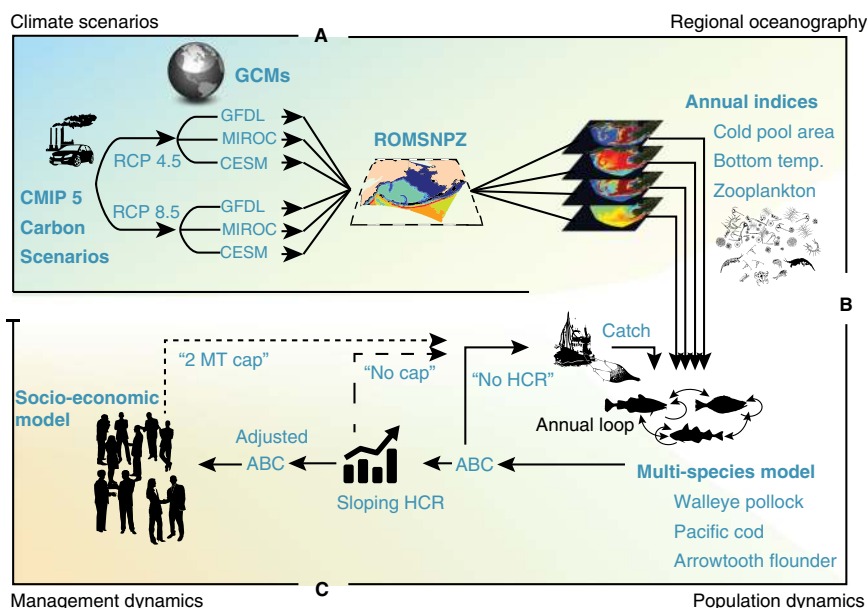 Climate scenarios
Regional oceanography
A
GCMs
GFDL
MIROC
CESM
RCP 4.5
CMIP 5
Carbon
Scenarios
RCP 8.5
GFDL
MIROC
CESM
ROMSNPZ
Annual indices
Cold pool area
Bottom temp.
Zooplankton
B
Catch
"2 MT cap"
"No cap"
"No HCR"
Socio-economic
model
Annual loop
Adjusted
ABC
Sloping HCR
ABC
Multi-species model
Walleye pollock
Pacific cod
Arrowtooth flounder
C
Management dynamics
Population dynamics